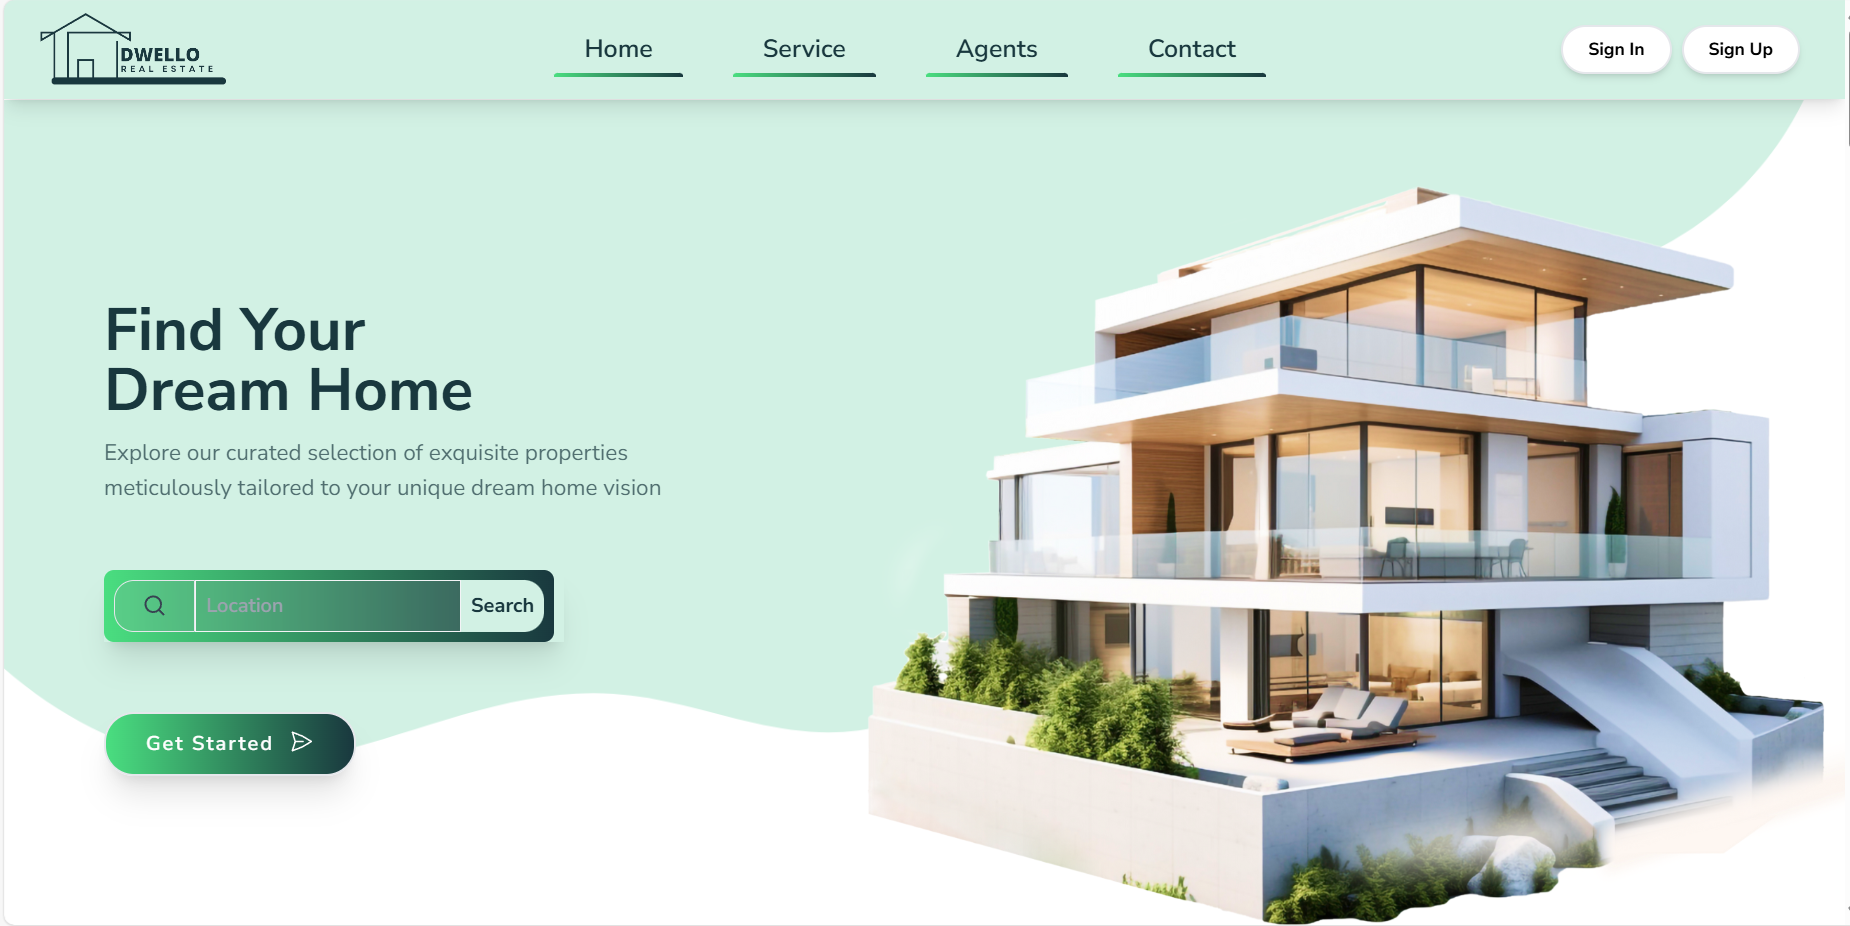 DWELLO
REAL ESTATE
Home
Service
Agents
Contact
Sign In
Sign Up
Find Your
Dream Home
Explore our curated selection of exquisite properties
meticulously tailored to your unique dream home vision
Location
Search
Get Started